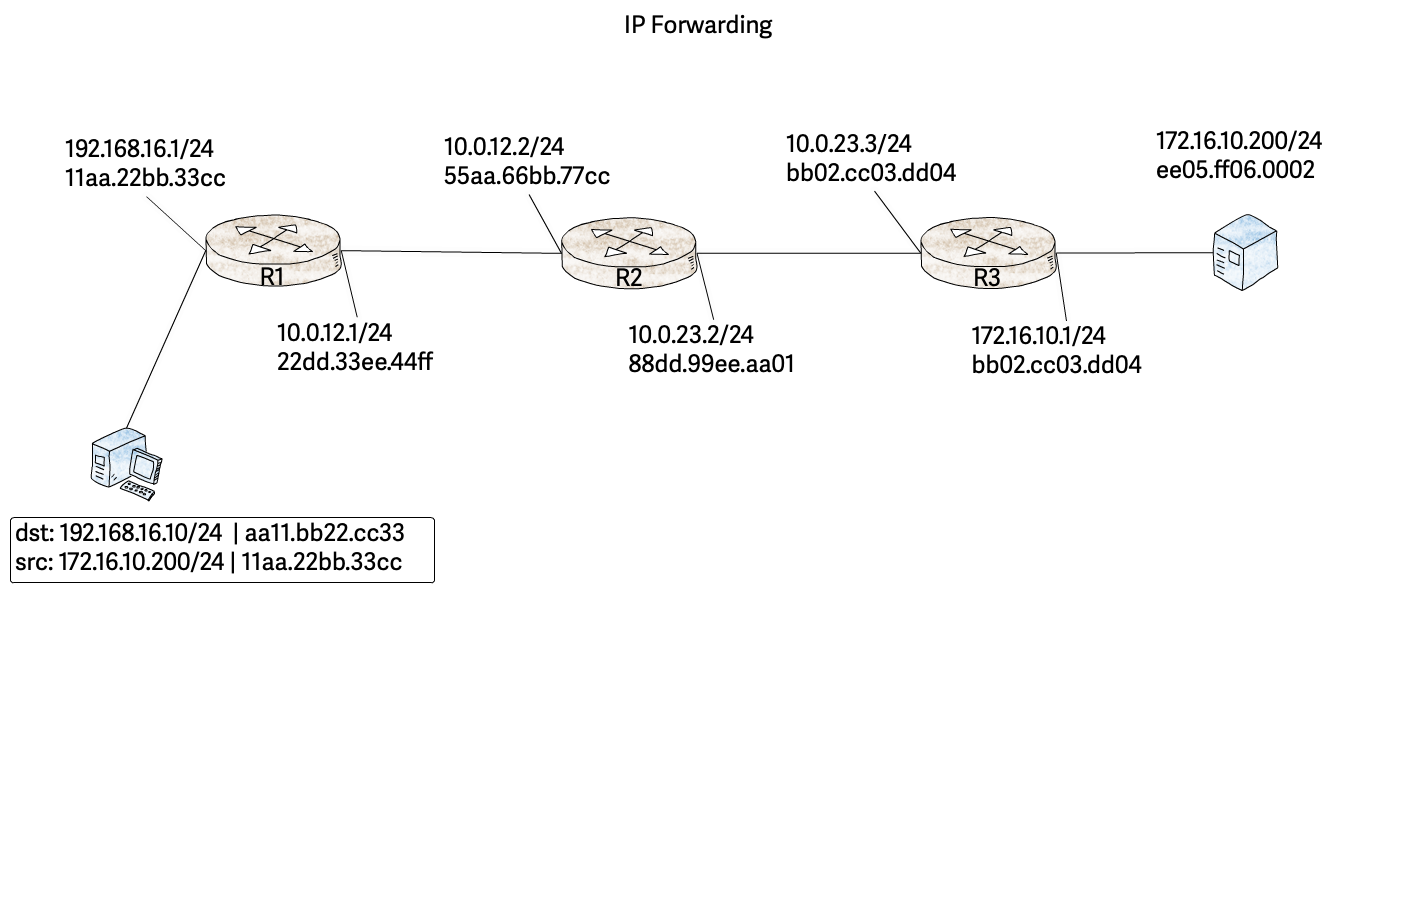 IP Forwarding
192.168.16.1/24
11aa.22bb.33cc
10.0.12.2/24
55aa.66bb.77cc
10.0.23.3/24
bb02.cc03.dd04
172.16.10.200/24
ee05.ff06.0002
R1
R2
R3
10.0.12.1/24
22dd.33ee.44ff
10.0.23.2/24
88dd.99ee.aa01
172.16.10.1/24
bb02.cc03.dd04
dst: 192.168.16.10/24 | aa11.bb22.cc33
src: 172.16.10.200/24 | 11aa.22bb.33cc